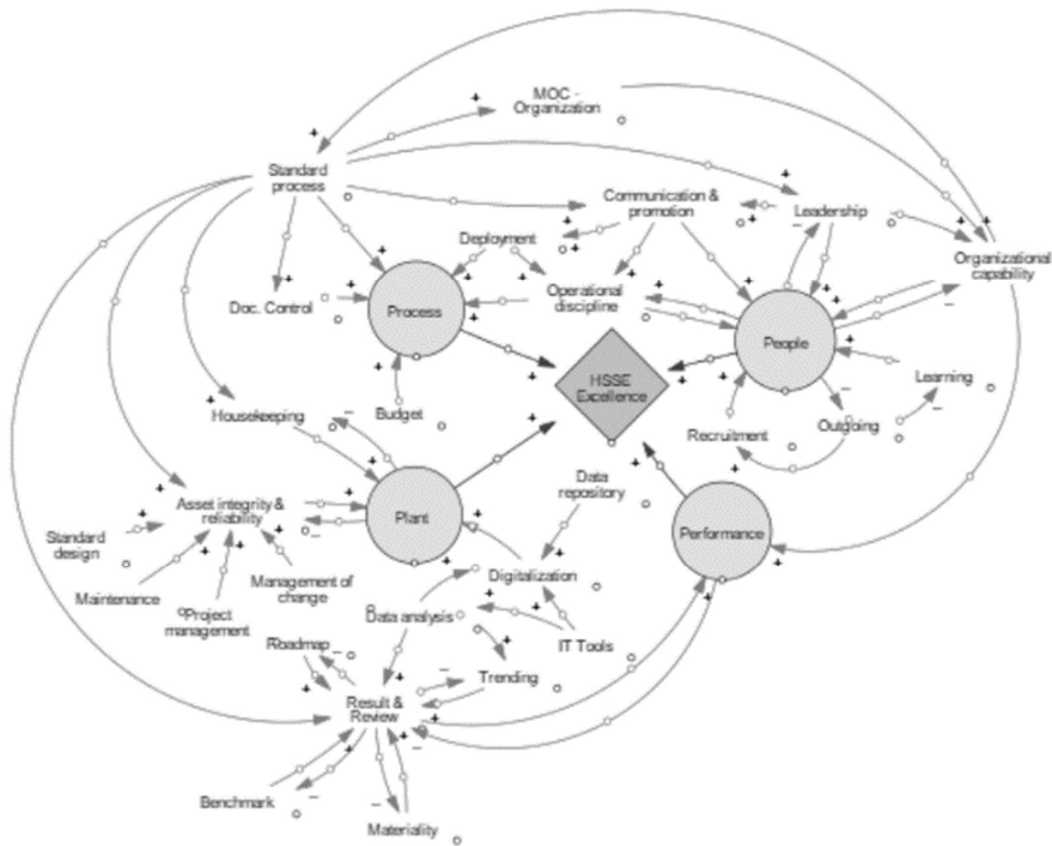 MOC -
Organization
Standard
process
Communication &
promotion
Leadership
Deployment
Organizational
capability
Doc. Control
Process
Operational
discipline
People
HSSE
Excellence
Learning
Housekeeping
Budget
Recruitment
Outgoing
Data
repository
Asset integrity &
reliability
Plant
Performance
Standard
design
Digitalization
Management of
change
Maintenance
Project
management
Data analysis
IT Tools
Roadmap
Trending
Result &
Review
Benchmark
Materiality